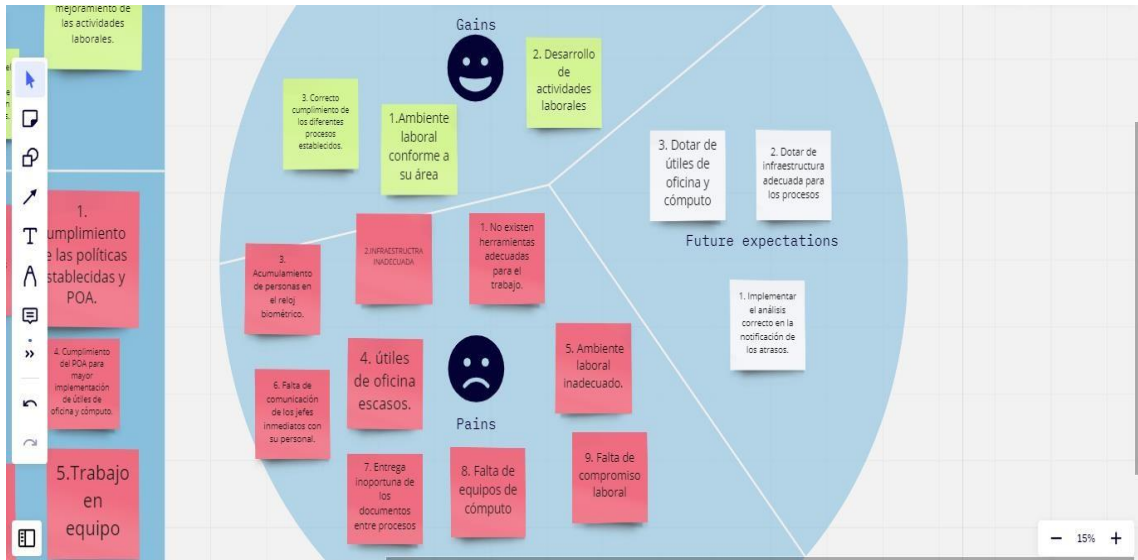 mejoramiento de
las actividades
laborales.
1.
umplimiento
e las políticas
stablecidas y
POA.
4. Cumplimiento
del POA para
mayor
implementación
de útiles de
oficina y cómputo.
5.Trabajo
en
equipo
Gains
3. Correcto
cumplimiento de
los diferentes
procesos
establecidos.
1.Ambiente
laboral
conforme a
su área
2. Desarrollo
de
actividades
laborales
3. Dotar de
útiles de
oficina y
cómputo
2. Dotar de
infraestructura
adecuada para
los procesos
Future expectations
1. Implementar
el análisis
correcto en la
notificación de
los atrasos.
3.
Acumulamiento
de personas en
el reloj
biométrico.
2.INFRAESTRUCTRA
INADECUADA
1. No existen
herramientas
adecuadas
para el
trabajo.
4. útiles
de oficina
escasos.
5. Ambiente
laboral
inadecuado.
6. Falta de
comunicación
de los jefes
inmediatos con
su personal.
Pains
7. Entrega
inoportuna de
los
documentos
entre procesos
8. Falta de
equipos de
cómputo
9. Falta de
compromiso
laboral
15%